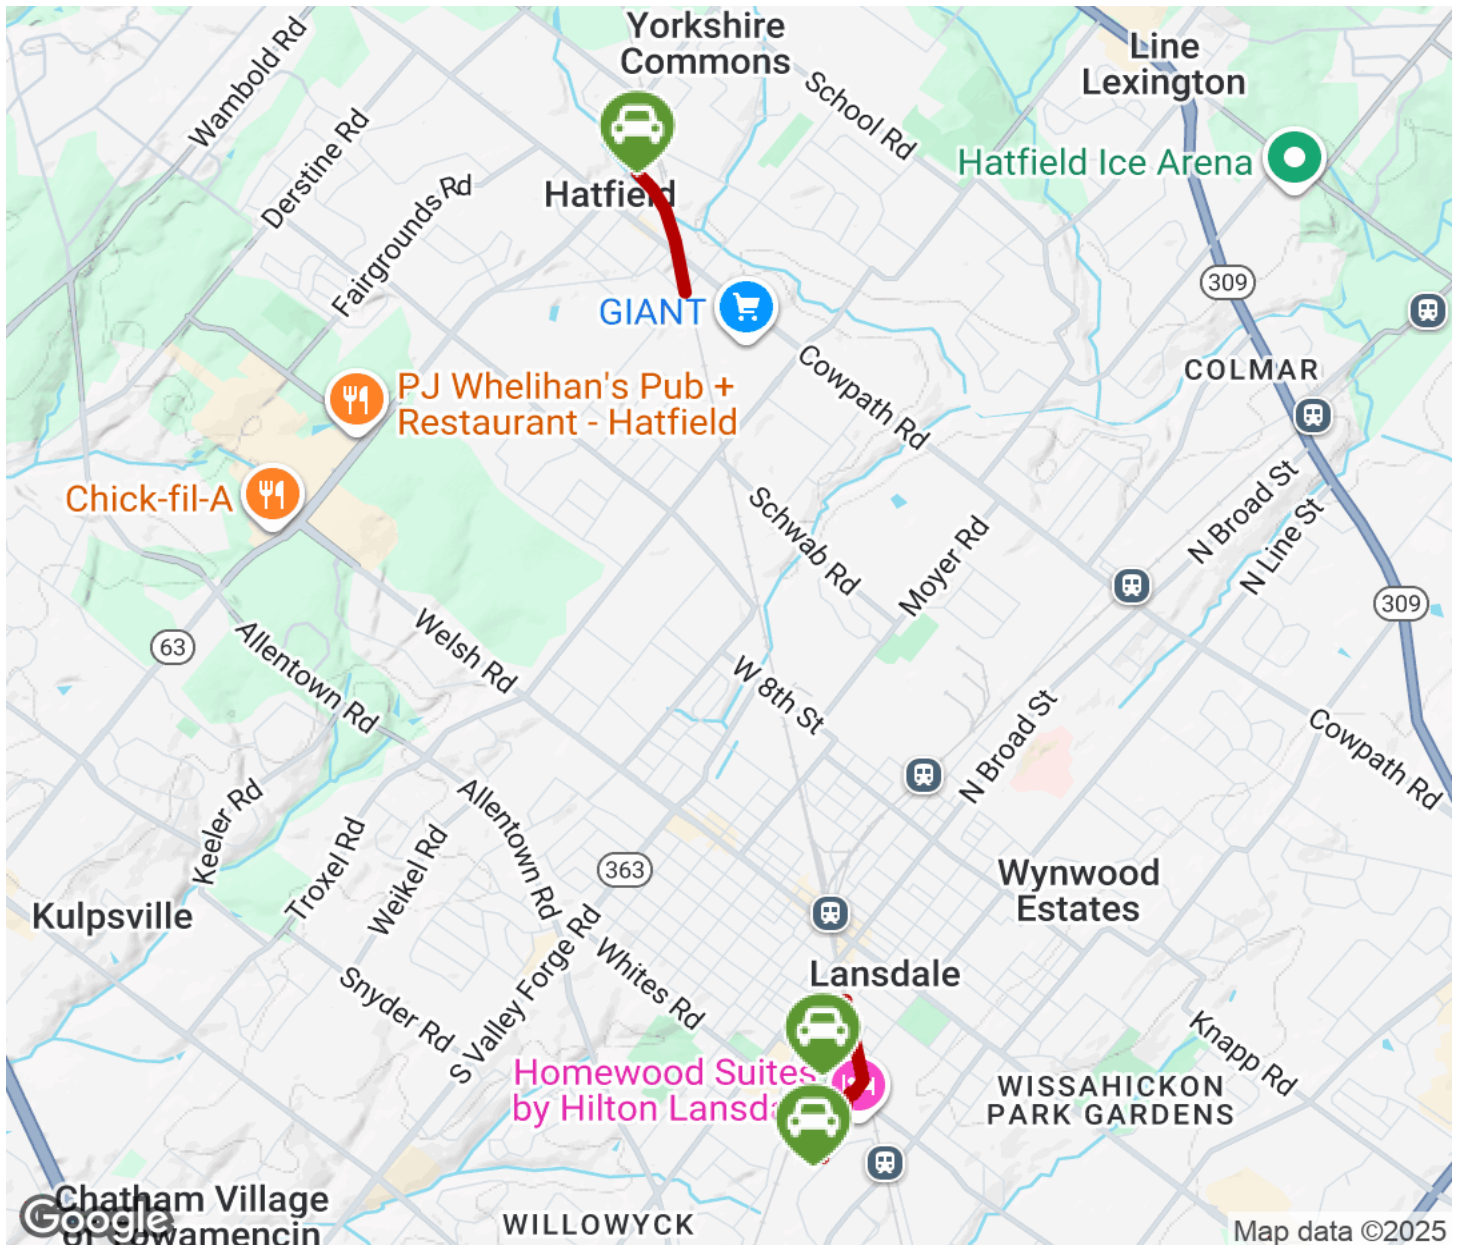 Yorkshire
Commons
Line
Lexington
Wambold Rd
School Rd
Derstine Rd
Hatfield Ice Arena
Fairgrounds Rd
Hatfield
309
GIANT
COLMAR
Cowpath Rd
PJ Whelihan's Pub +
Restaurant - Hatfield
Chick-fil-A
Schwab Rd
N Broad St
N Line St
Moyer Rd
309
63
Allentown Rd
Welsh Rd
W 8th St
N Broad St
Cowpath Rd
Keeler Rd
Allentown Rd
Troxel Rd
Weikel Rd
363
Wynwood
Estates
Kulpsville
S Valley Forge Rd
Whites Rd
Snyder Rd
Lansdale
Knapp Rd
Homewood Suites
by Hilton Lansda
WISSAHICKON
PARK GARDENS
Chatham Village
of Towamencin
Google
WILLOWYCK
Map data ©2025